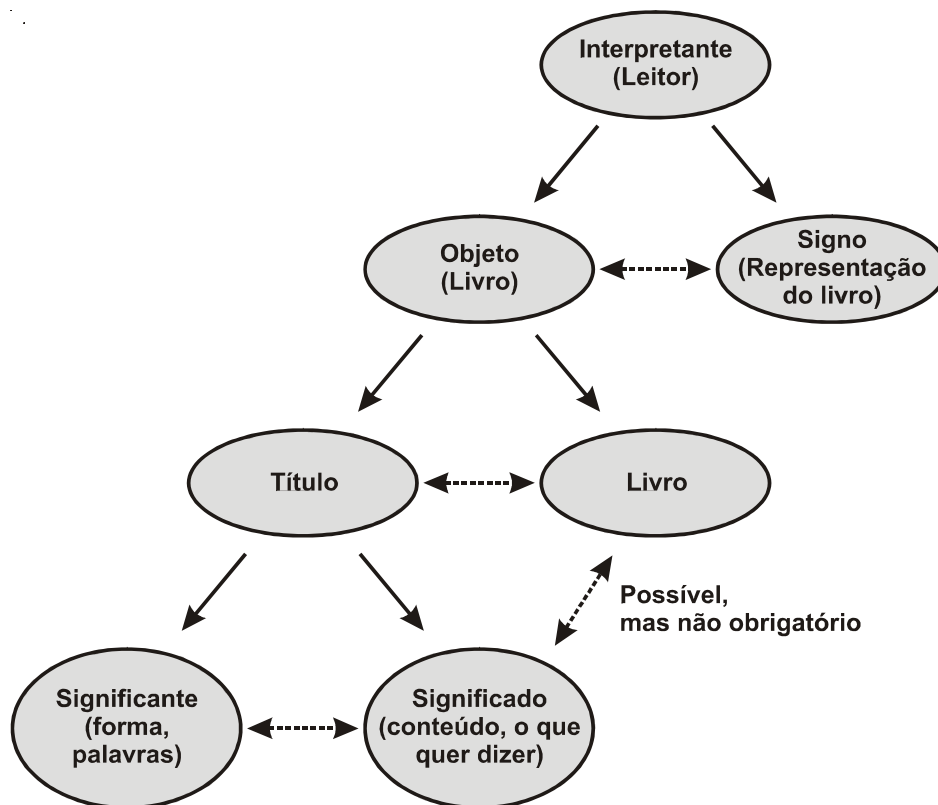 Interpretante
(Leitor)
Objeto
(Livro)
Signo
(Representação
do livro)
Título
Livro
Possível,
mas não obrigatório
Significante
(forma,
palavras)
Significado
(conteúdo, o que
quer dizer)